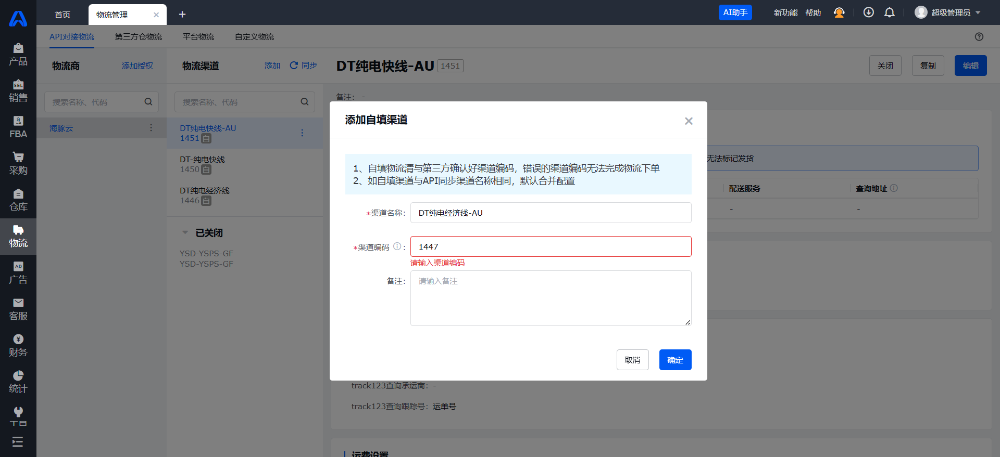 首页
物流管理
AI助手
新功能
帮助
超级管理员
产品
SEL
销售
a
FBA
采购
仓库
物流
AD
广告
客服
¥
财务
统计
API对接物流
第三方仓物流
平台物流
自定义物流
物流商
添加授权
搜索名称、代码
海豚云
物流渠道
添加
同步
搜索名称、代码
DT纯电快线-AU
1451 自
DT-纯电快线
1450 自
DT纯电经济线
1446 自
已关闭
YSD-YSPS-GF
YSD-YSPS-GF
DT纯电快线-AU 1451
关闭
复制
编辑
备注： -
无法标记发货
配送服务
查询地址
-
-
添加自填渠道
1、自填物流请与第三方确认好渠道编码，错误的渠道编码无法完成物流下单
2、如自填渠道与API同步渠道名称相同，默认合并配置
*渠道名称：
DT纯电经济线-AU
*渠道编码 ：
1447
请输入渠道编码
备注：
请输入备注
取消
确定
track123查询承运商： -
track123查询跟踪号： 运单号
运费设置